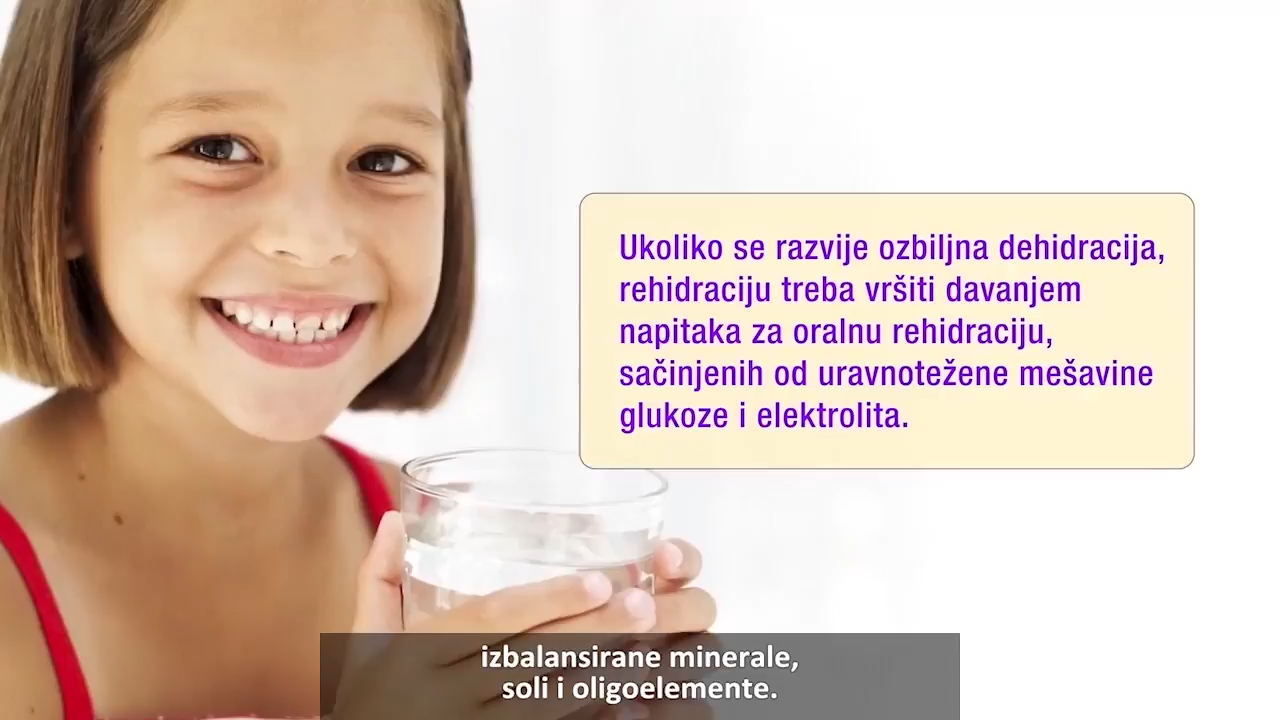 Ukoliko se razvije ozbiljna dehidracija,
rehidraciju treba vršiti davanjem
napitaka za oralnu rehidraciju,
sačinjenih od uravnotežene mešavine
glukoze i elektrolita.
izbalansirane minerale,
soli i oligoelemente.